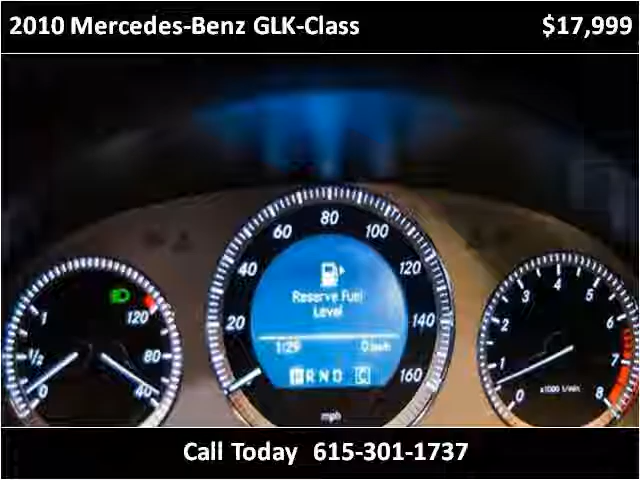 2010 Mercedes-Benz GLK-Class $17,999
80
60 100
40 120
20 140
160
mph
Reserve Fuel
Level
1:29 0 km/h
P R N D C
1
1/2
0
120
80
40
4
3 5
2 6
1 7
0 8
x1000 1/min
Call Today 615-301-1737